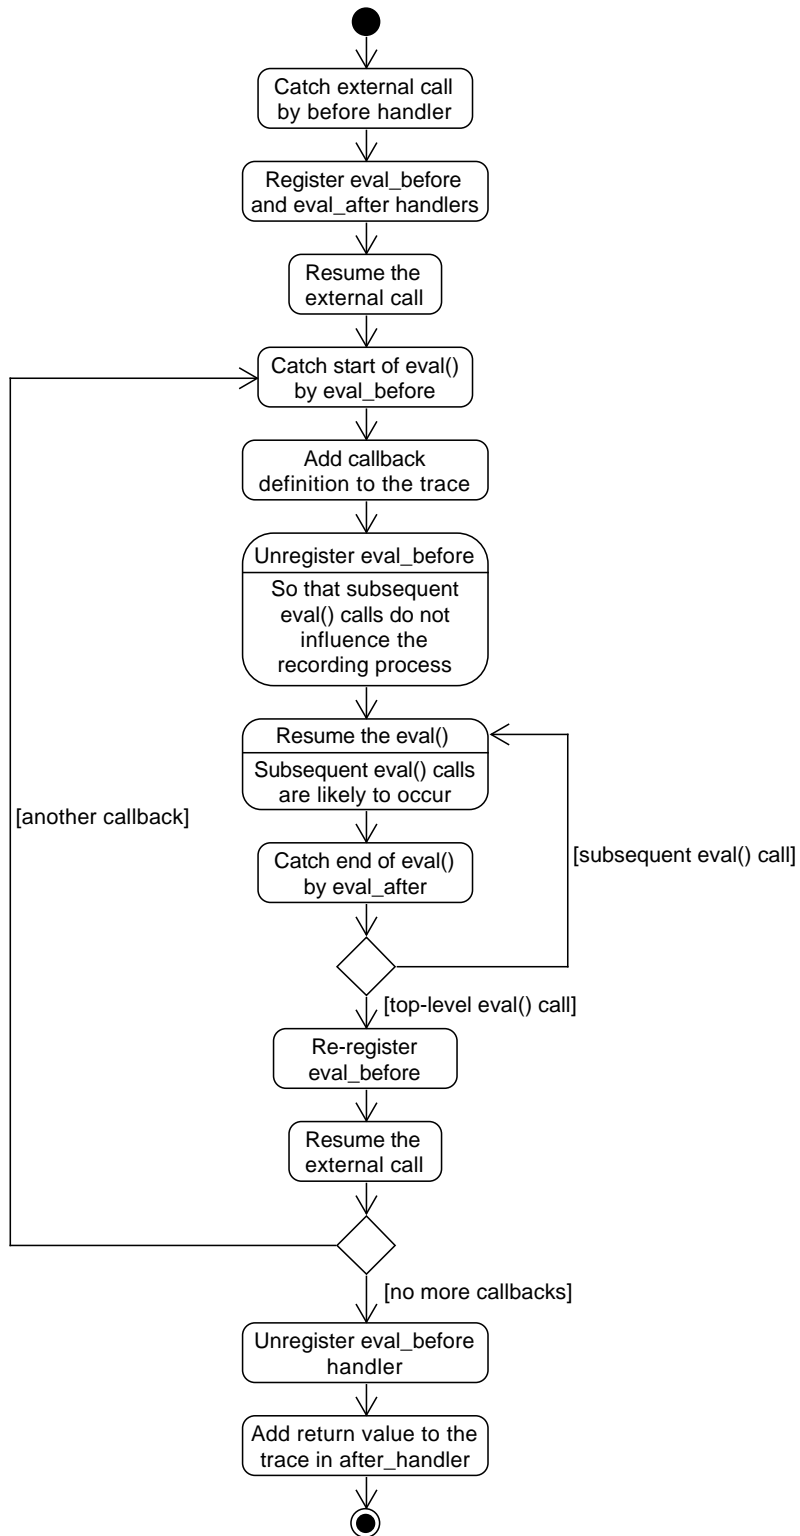 Catch external call
by before handler
Register eval_before
and eval_after handlers
Resume the
external call
Catch start of eval()
by eval_before
Add callback
definition to the trace
Unregister eval_before
So that subsequent
eval() calls do not
influence the
recording process
Resume the eval()
Subsequent eval() calls
are likely to occur
[another callback]
Catch end of eval()
by eval_after
[subsequent eval() call]
[top-level eval() call]
Re-register
eval_before
Resume the
external call
[no more callbacks]
Unregister eval_before
handler
Add return value to the
trace in after_handler